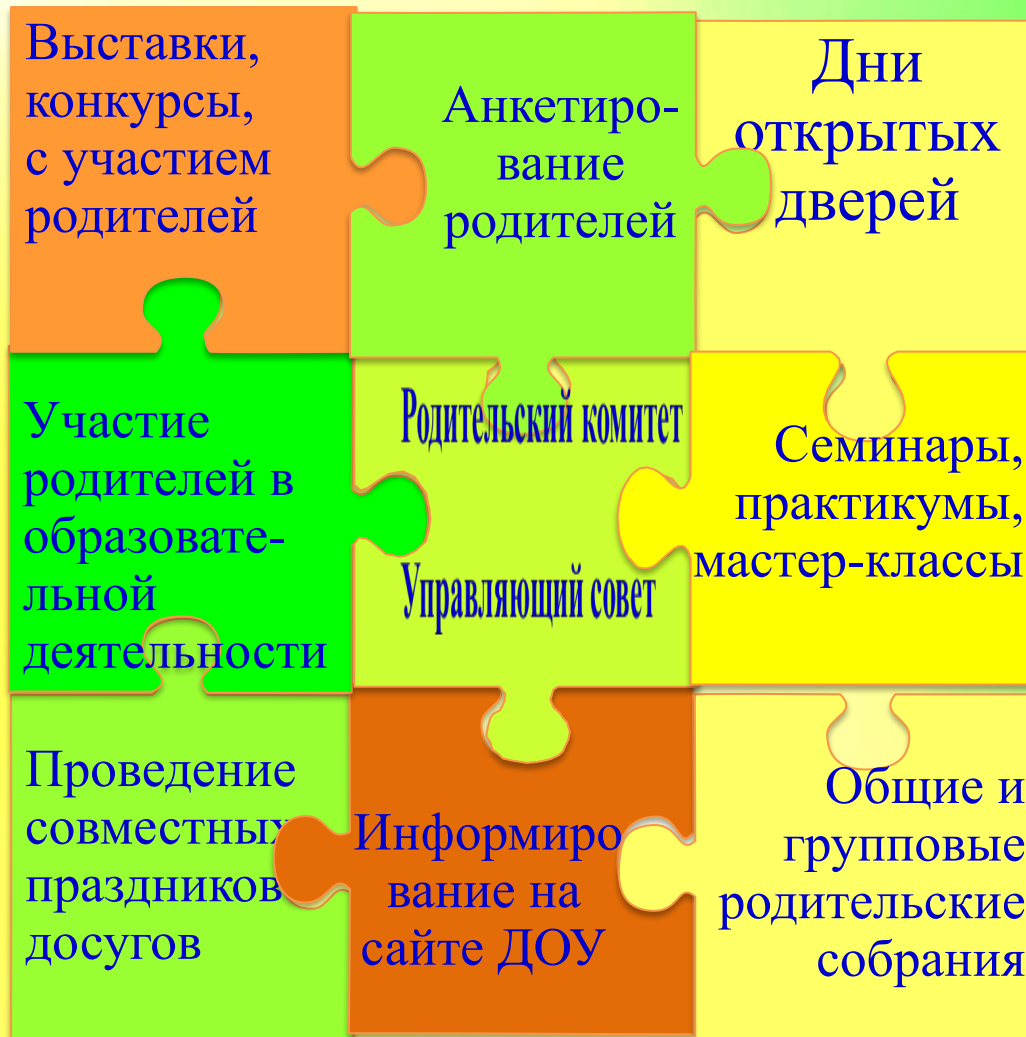 Выставки,
конкурсы,
с участием
родителей
Анкетиро-
вание
родителей
Дни
открытых
дверей
Участие
родителей в
образовате-
льной
деятельности
Родительский комитет
Управляющий совет
Семинары,
практикумы,
мастер-классы
Проведение
совместных
праздников
досугов
Информиро
вание на
сайте ДОУ
Общие и
групповые
родительские
собрания